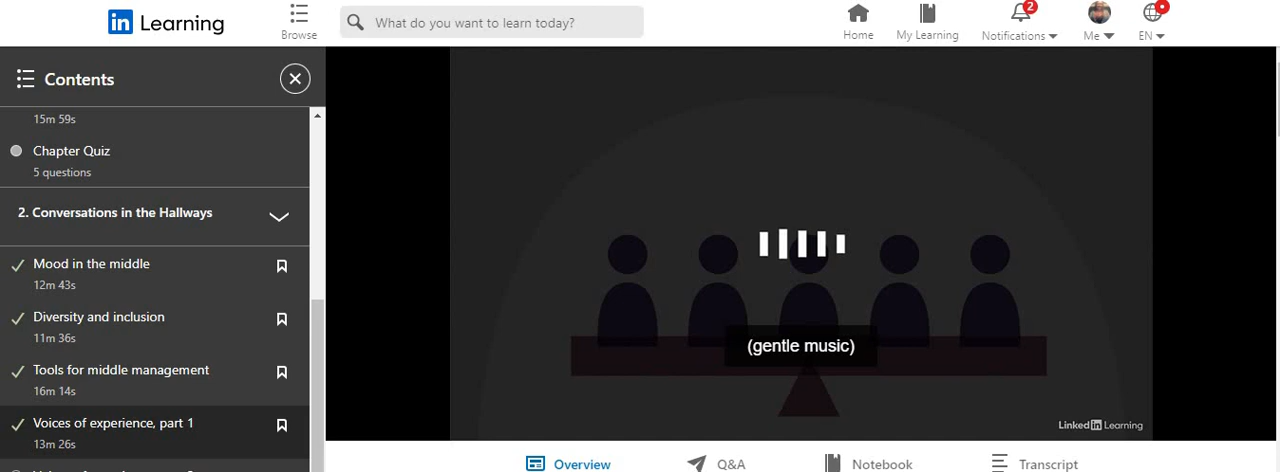 in Learning
Browse
What do you want to learn today?
Home
My Learning
2
Notifications
Me
EN
Contents
15m 59s
Chapter Quiz
5 questions
2. Conversations in the Hallways
Mood in the middle
12m 43s
Diversity and inclusion
11m 36s
Tools for middle management
16m 14s
Voices of experience, part 1
13m 26s
(gentle music)
Linked in Learning
Overview
Q&A
Notebook
Transcript